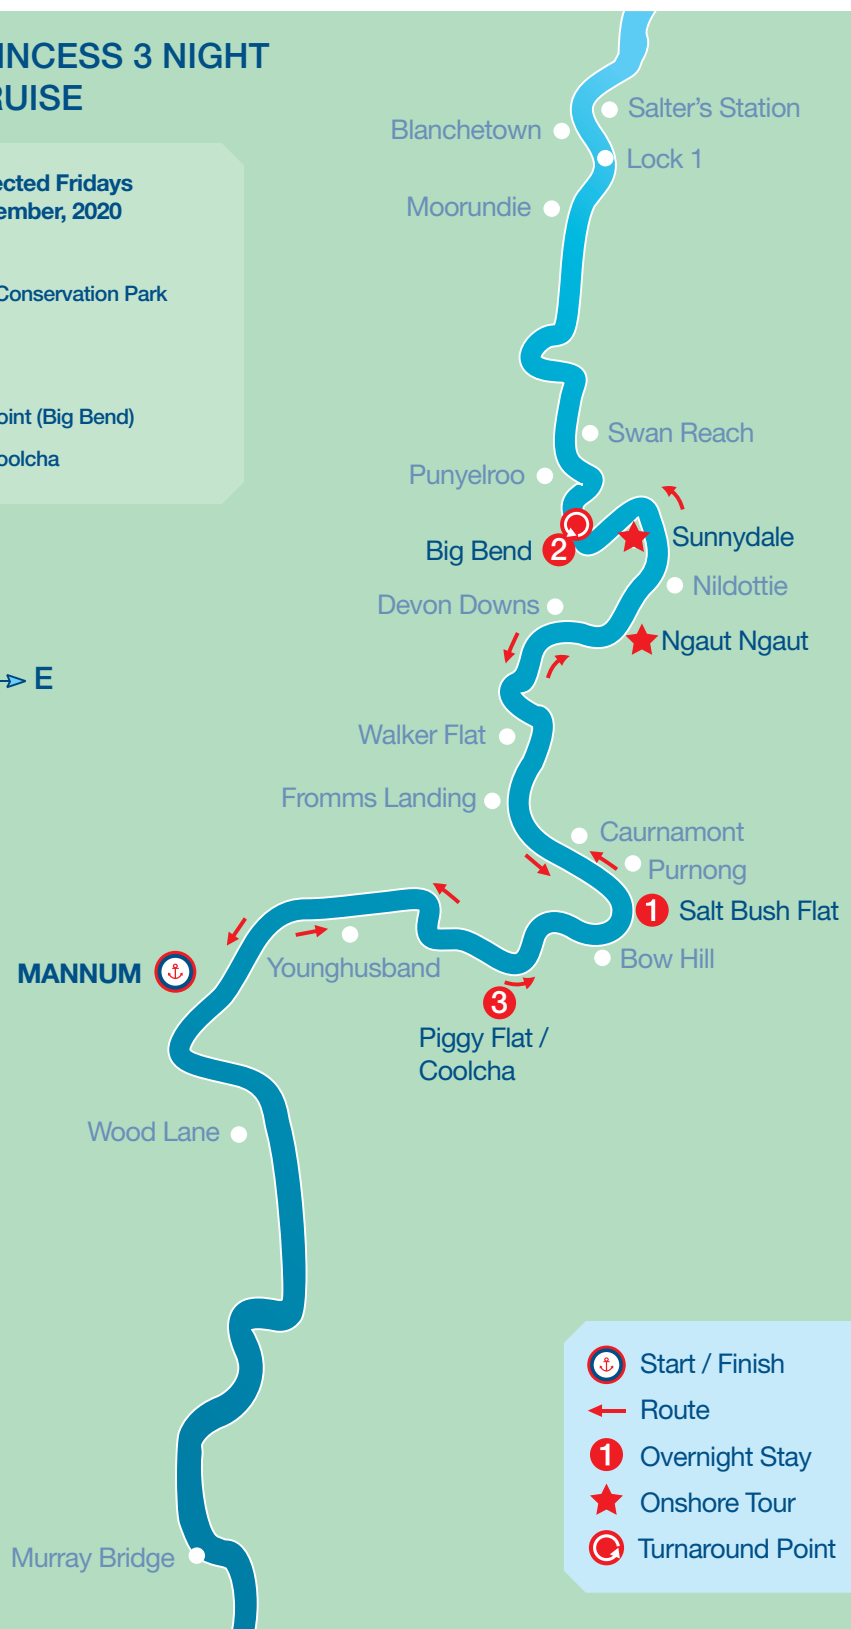 INCESS 3 NIGHT
RUISE
ected Fridays
ember, 2020
Conservation Park
oint (Big Bend)
oolcha
Salter's Station
Blanchetown
Lock 1
Moorundie
Swan Reach
Punyelroo
Sunnydale
Big Bend 2
Nildottie
Devon Downs
Ngaut Ngaut
E
Walker Flat
Fromms Landing
Caurnamont
Purnong
1 Salt Bush Flat
Bow Hill
Younghusband
MANNUM
3
Piggy Flat /
Coolcha
Wood Lane
Murray Bridge
Start / Finish
Route
1 Overnight Stay
Onshore Tour
Turnaround Point